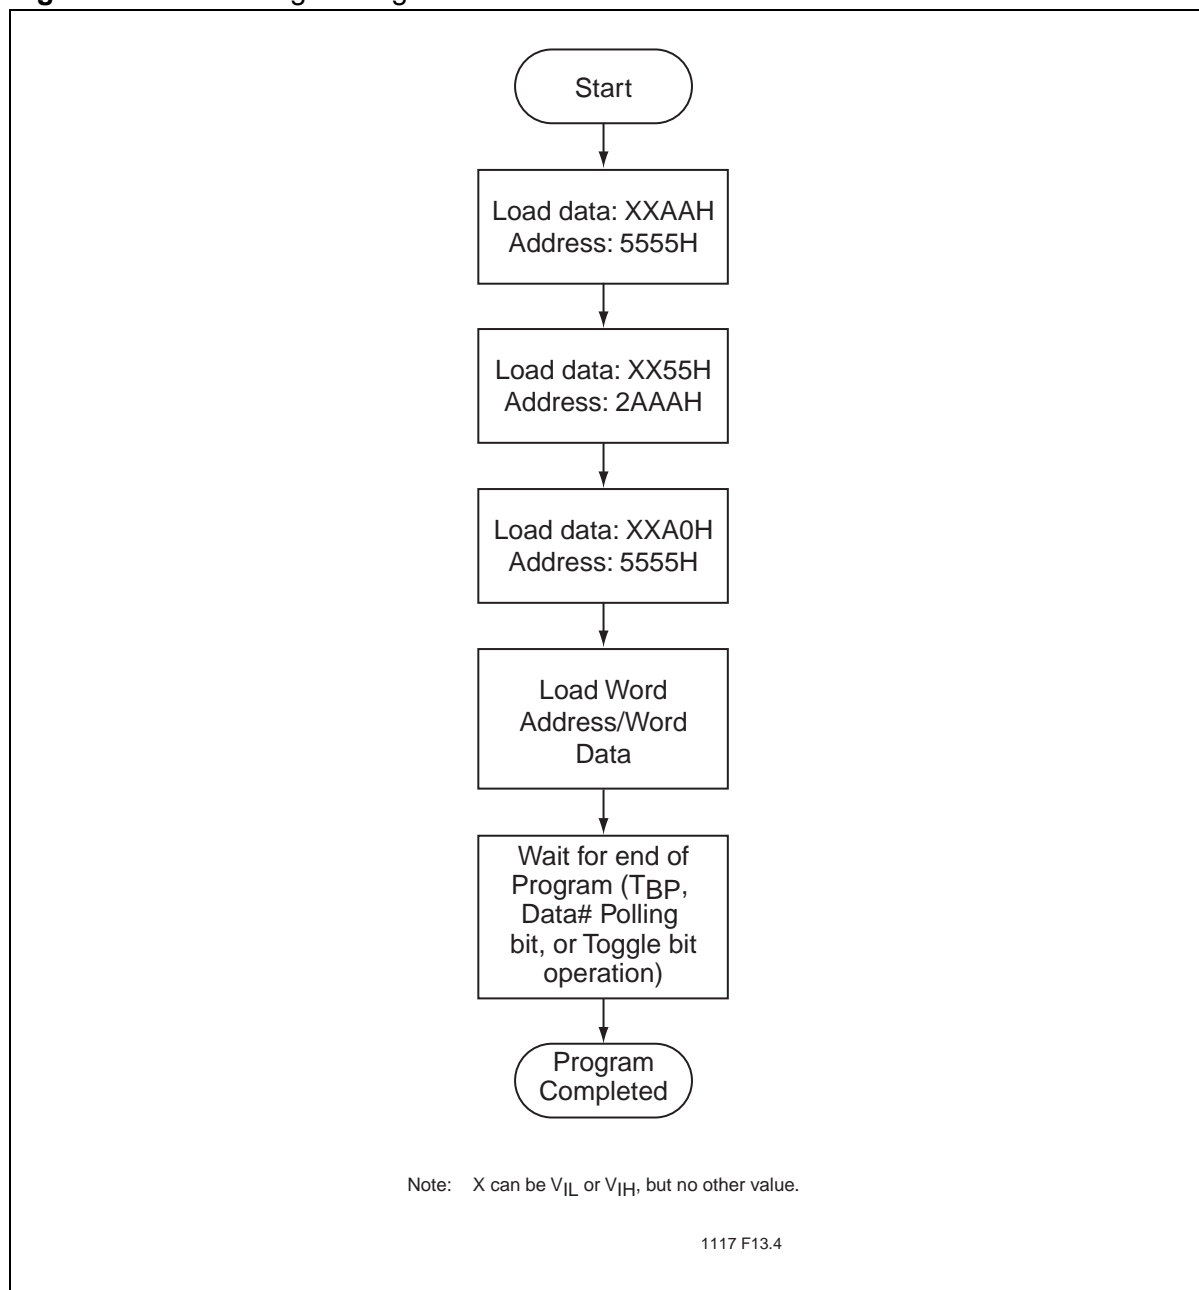 Start
Load data: XXAAH
Address: 5555H
Load data: XX55H
Address: 2AAAH
Load data: XXA0H
Address: 5555H
Load Word
Address/Word
Data
Wait for end of
Program (TBP,
Data# Polling
bit, or Toggle bit
operation)
Program
Completed
Note: X can be VIL or VIH, but no other value.
1117 F13.4